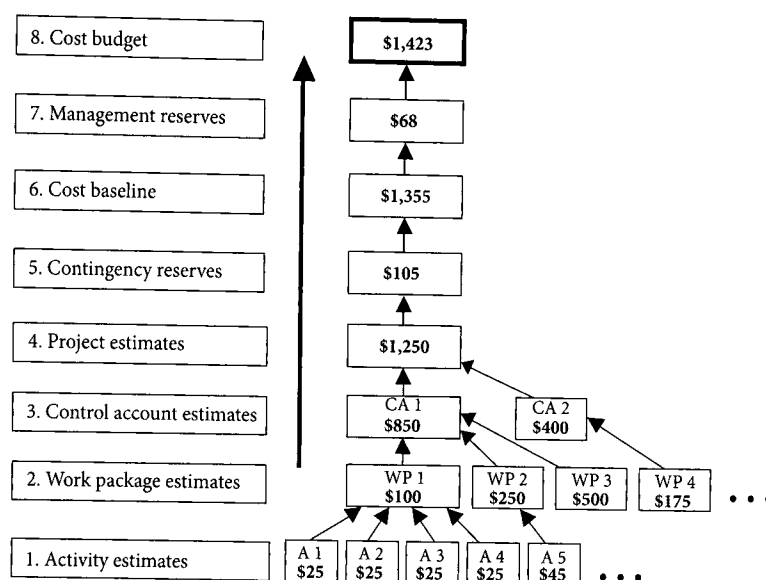 8. Cost budget
$1,423
7. Management reserves
$68
6. Cost baseline
$1,355
5. Contingency reserves
$105
4. Project estimates
$1,250
3. Control account estimates
CA 1
$850
CA 2
$400
2. Work package estimates
WP 1
$100
WP 2
$250
WP 3
$500
WP 4
$175
1. Activity estimates
A 1
$25
A 2
$25
A 3
$25
A 4
$25
A 5
$45